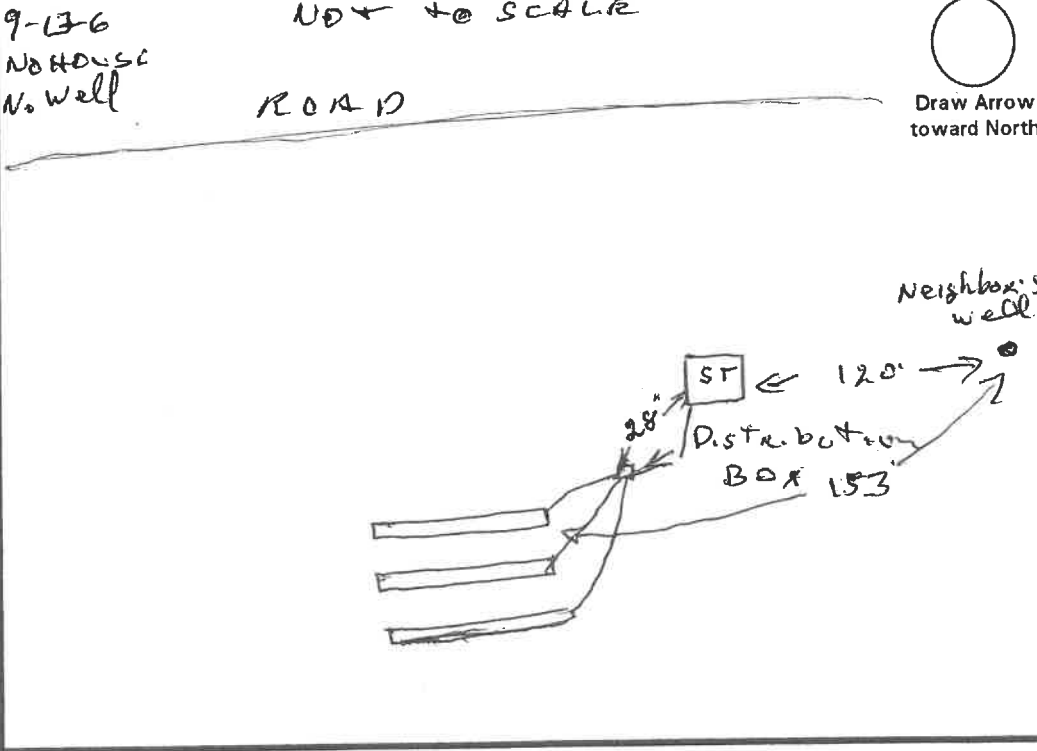 9-13-6
NOT to SCALE
No House
No Well
ROAD
Draw Arrow
toward North
Neighbor's
well
ST
120'
28"
Distribution
BOX 153'